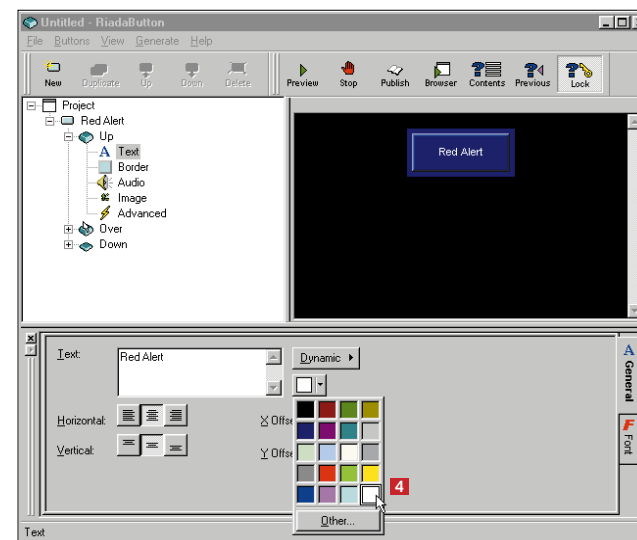 Untitled - RiadaButton
File Buttons View Generate Help
New Duplicate Up Down Delete Preview Stop Publish Browser Contents Previous Lock
Project
Red Alert
Up
Text
Border
Audio
Image
Advanced
Over
Down
Red Alert
Text: Red Alert Dynamic
Horizontal: X Offse
Vertical: Y Offse
4
Other...
A General
F Font
Text